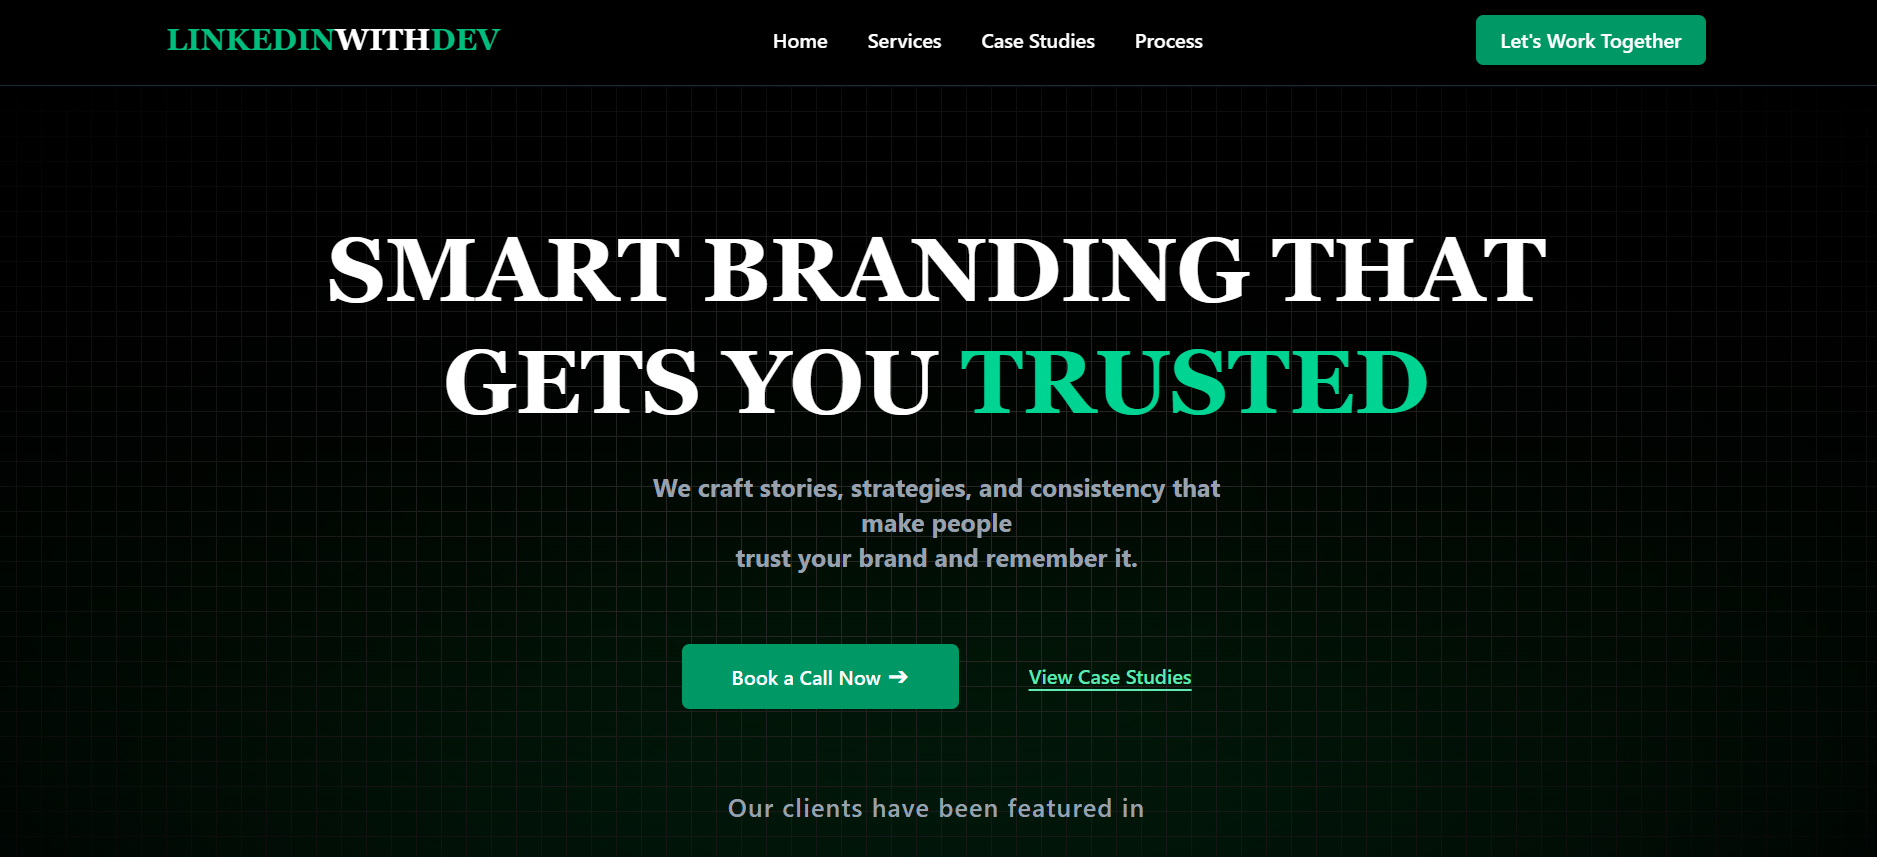 LINKEDINWITHDEV
Home Services Case Studies Process
Let's Work Together
SMART BRANDING THAT
GETS YOU TRUSTED
We craft stories, strategies, and consistency that
make people
trust your brand and remember it.
Book a Call Now ➔
View Case Studies
Our clients have been featured in